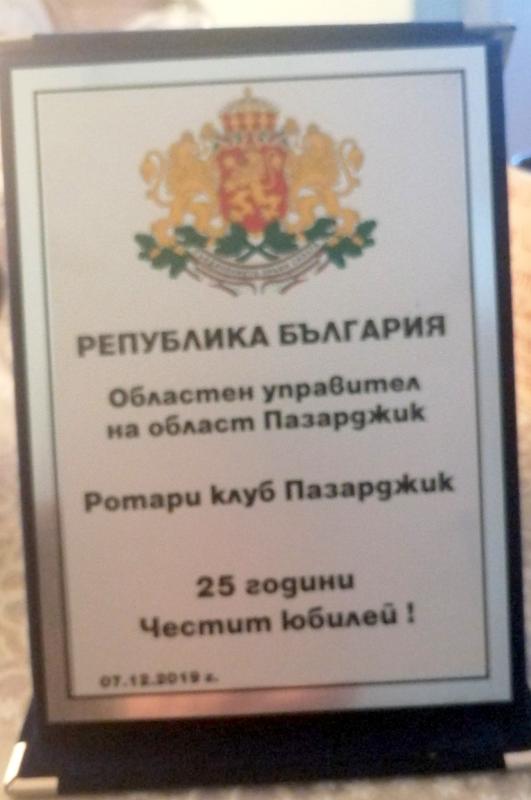 РЕПУБЛИКА БЪЛГАРИЯ
Областен управител
на област Пазарджик
Ротари клуб Пазарджик
25 години
Честит юбилей !
07.12.2019 г.